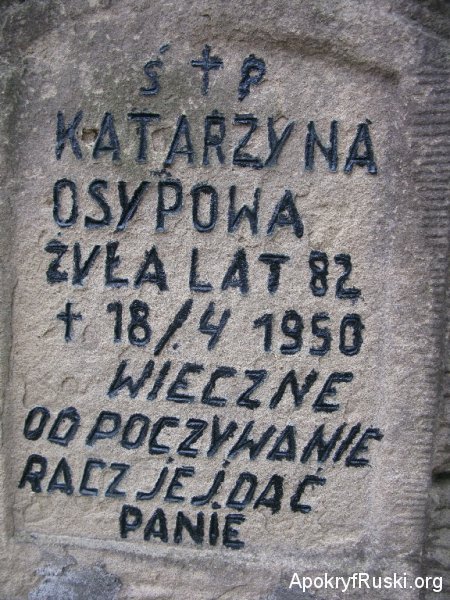 Ś † P
KATARZYNA
OSYPOWA
ŻYŁA LAT 82
† 18/.4 1950
WIECZNE
ODPOCZYWANIE
RACZ JEJ DAĆ
PANIE
ApokryfRuski.org